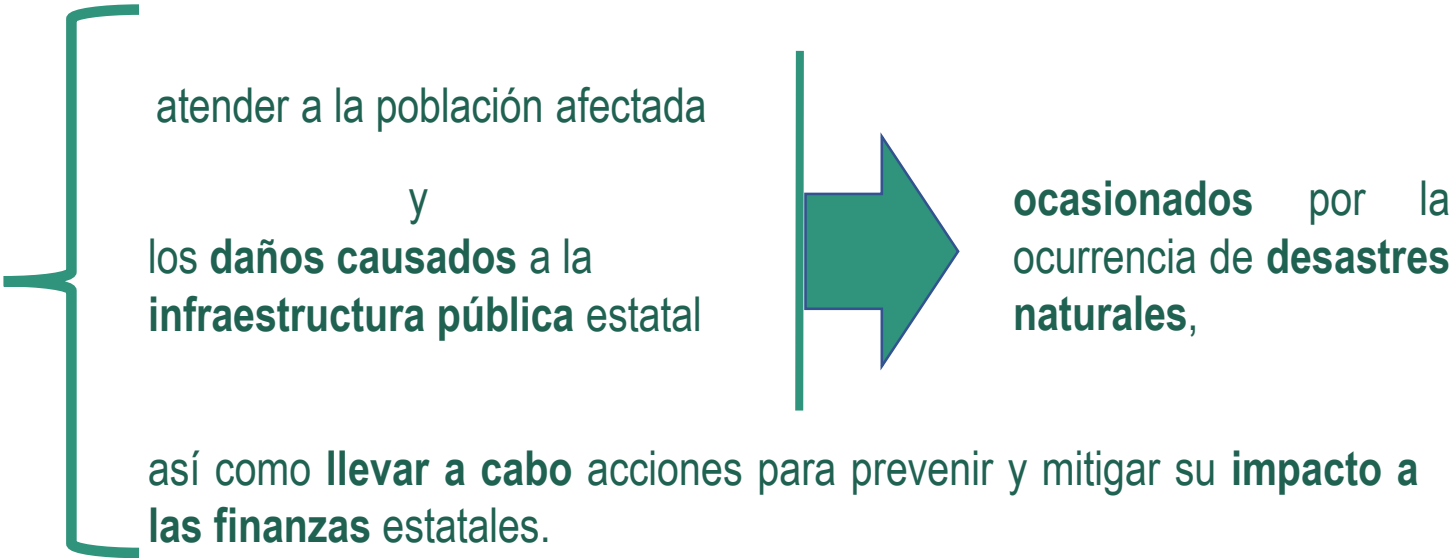 atender a la población afectada
y
los daños causados a la
infraestructura pública estatal
ocasionados por la
ocurrencia de desastres
naturales,
así como llevar a cabo acciones para prevenir y mitigar su impacto a
las finanzas estatales.